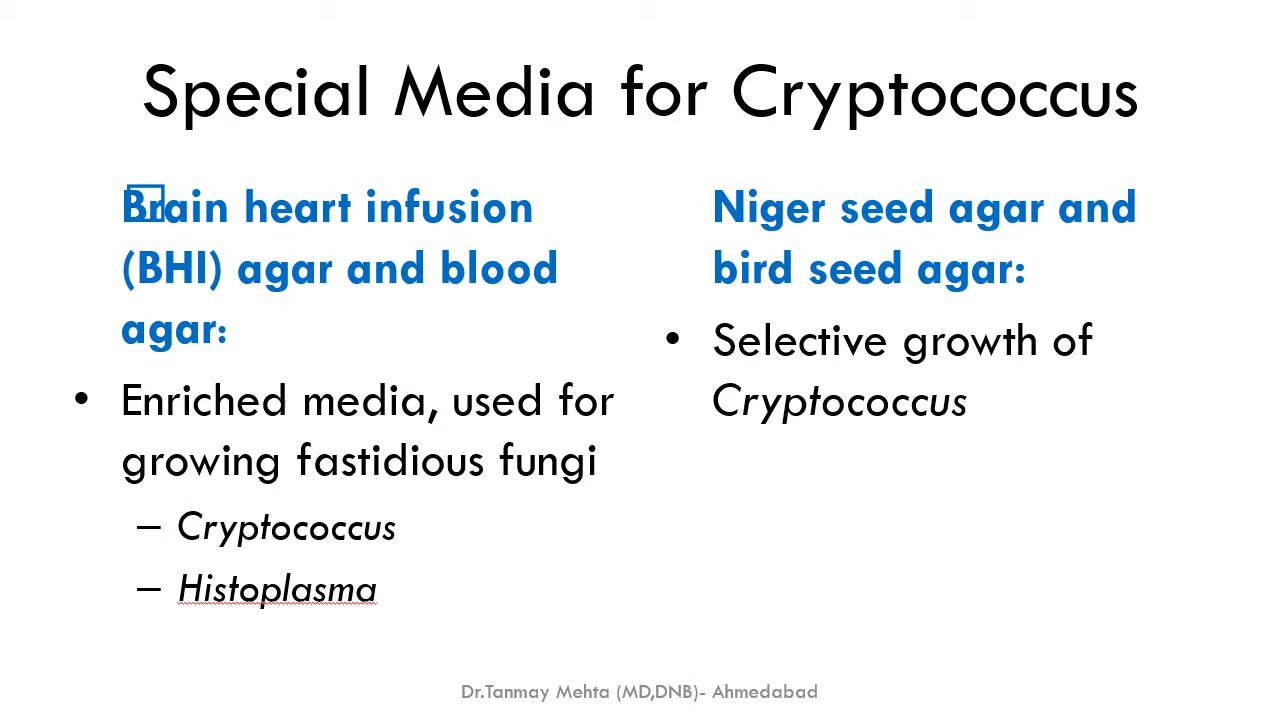 Special Media for Cryptococcus
Brain heart infusion
(BHI) agar and blood
agar:
• Enriched media, used for
growing fastidious fungi
– Cryptococcus
– Histoplasma
Niger seed agar and
bird seed agar:
• Selective growth of
Cryptococcus
Dr.Tanmay Mehta (MD,DNB)- Ahmedabad